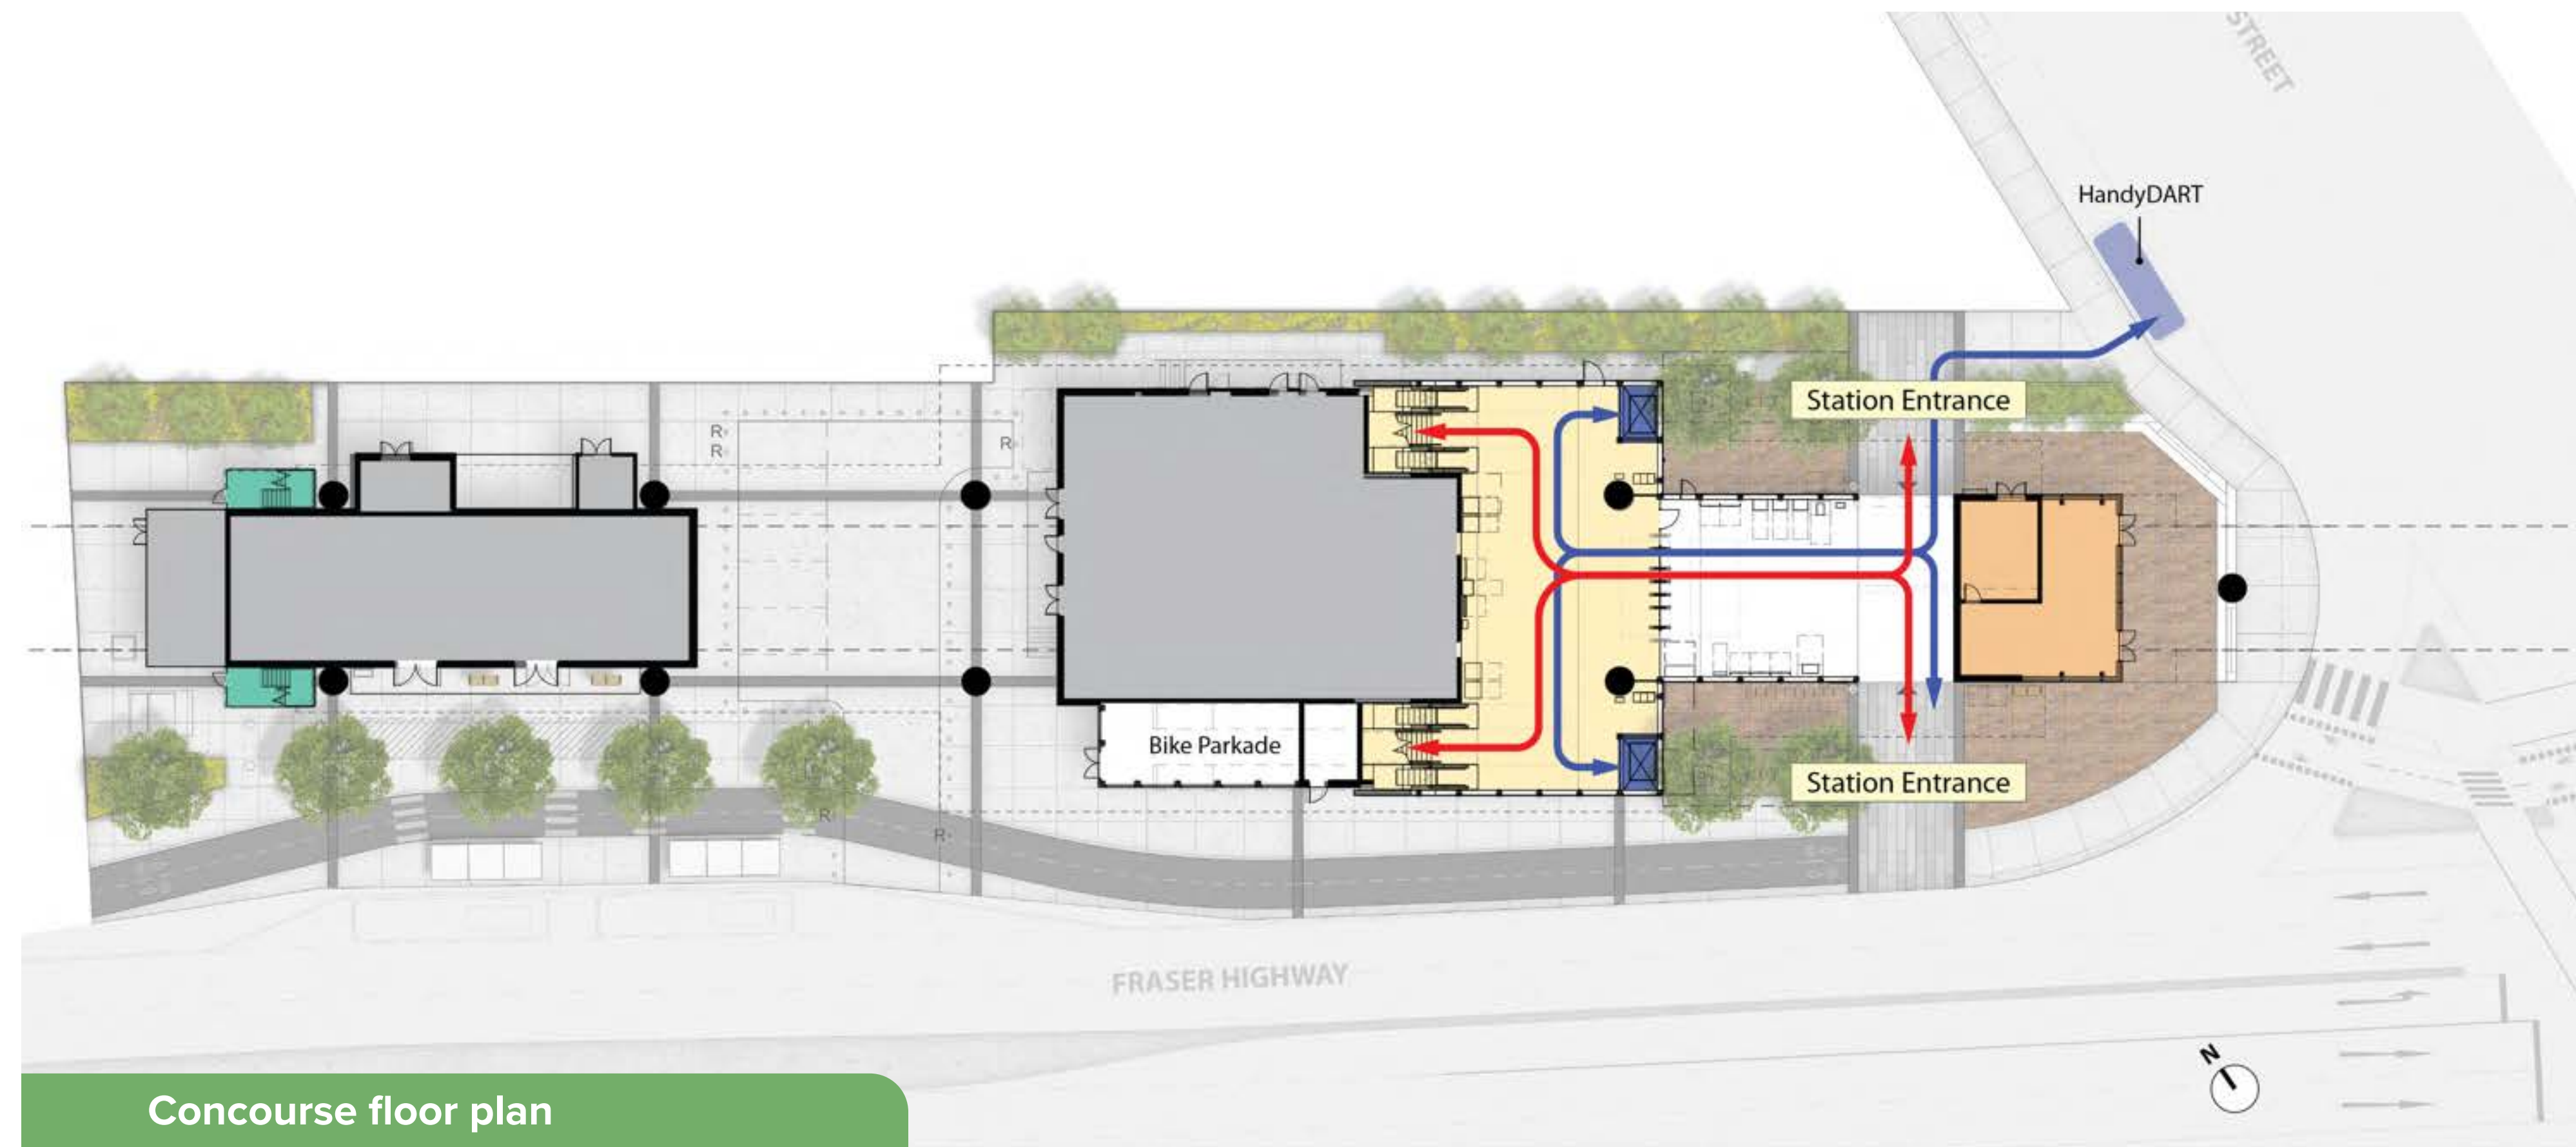 STREET
HandyDART
Station Entrance
R
R
R
Bike Parkade
Station Entrance
R
R
FRASER HIGHWAY
N
Concourse floor plan